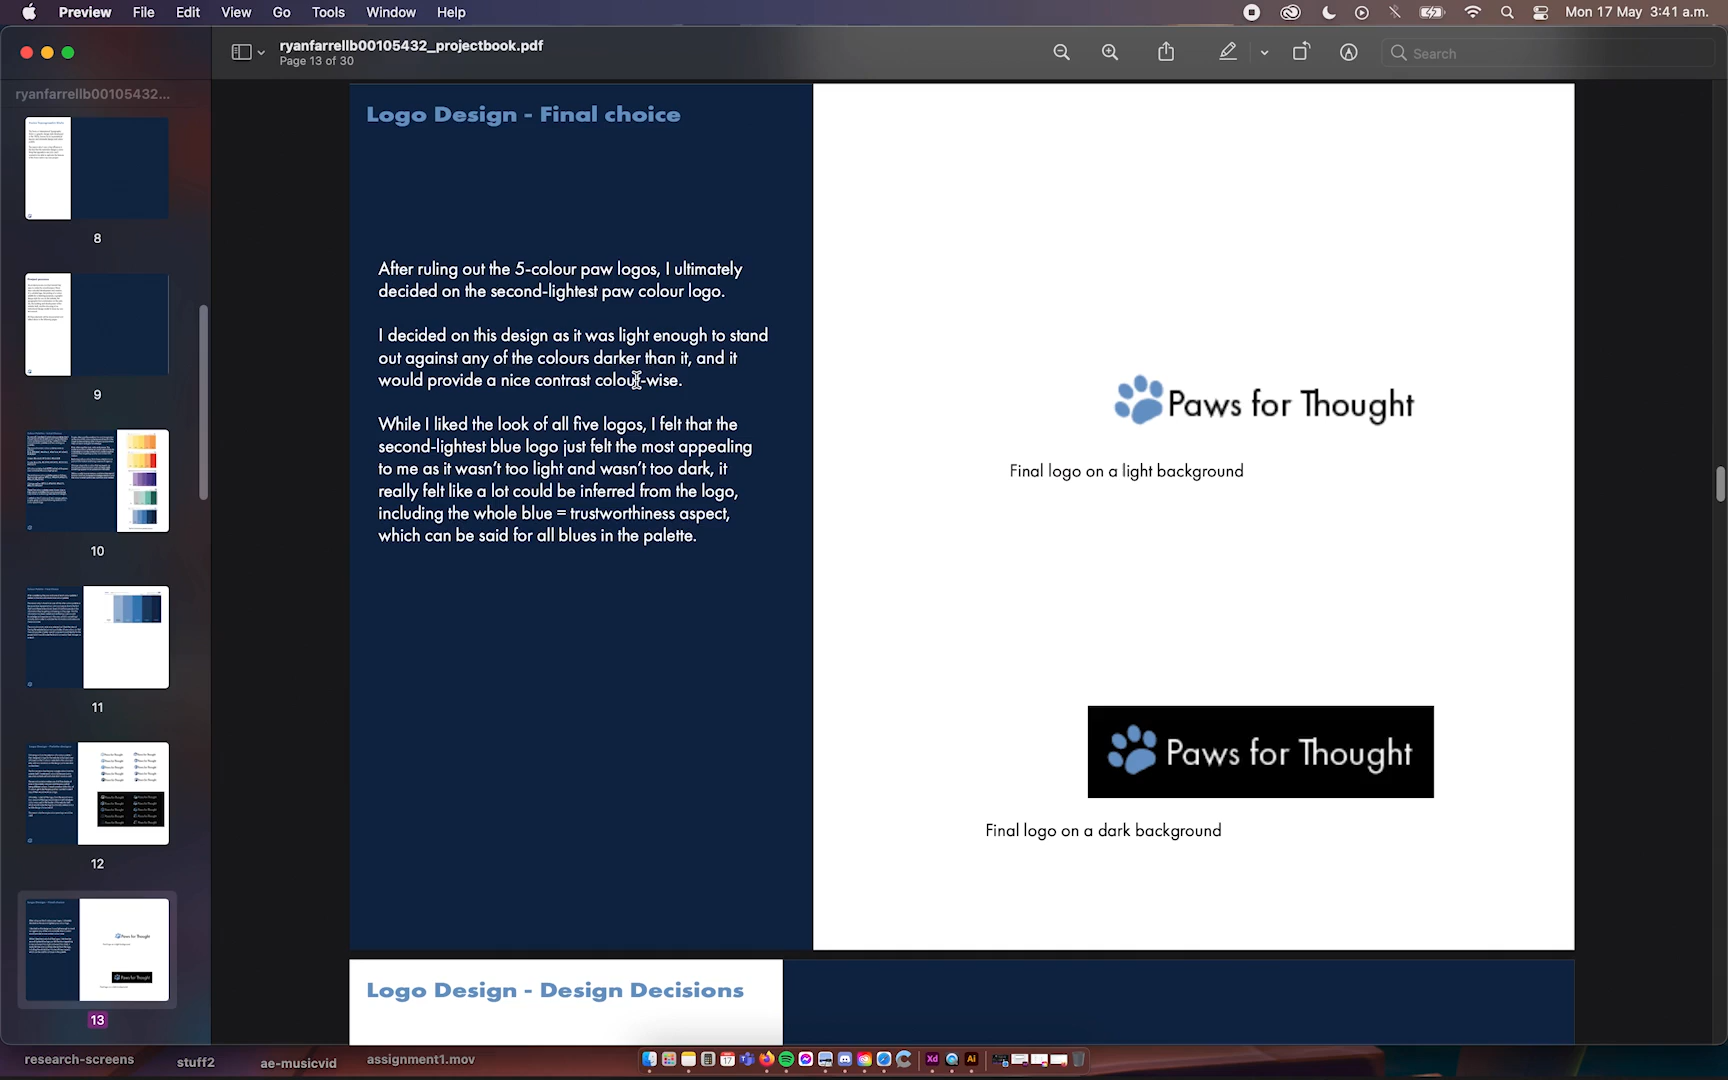 Preview File Edit View Go Tools Window Help
Mon 17 May 3:41 a.m.
ryanfarrellb00105432_projectbook.pdf
Page 13 of 30
Search
ryanfarrellb00105432...
8
9
10
11
12
13
Logo Design - Final choice
After ruling out the 5-colour paw logos, I ultimately
decided on the second-lightest paw colour logo.
I decided on this design as it was light enough to stand
out against any of the colours darker than it, and it
would provide a nice contrast colour-wise.
While I liked the look of all five logos, I felt that the
second-lightest blue logo just felt the most appealing
to me as it wasn't too light and wasn't too dark, it
really felt like a lot could be inferred from the logo,
including the whole blue = trustworthiness aspect,
which can be said for all blues in the palette.
Paws for Thought
Final logo on a light background
Paws for Thought
Final logo on a dark background
Logo Design - Design Decisions
research-screens
stuff2
ae-musicvid
assignment1.mov
17
Xd
Ai